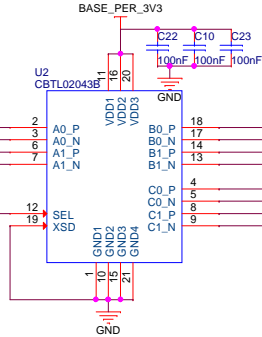 BASE_PER_3V3
C22 C10 C23
100nF 100nF 100nF
GND
U2
CBTL02043B
11 16 20
VDD1 VDD2 VDD3
2 A0_P B0_P 18
3 A0_N B0_N 17
6 A1_P B1_P 14
7 A1_N B1_N 13
C0_P 4
C0_N 5
12 SEL C1_P 8
19 XSD C1_N 9
GND1 GND2 GND3 GND4
1 10 15 21
GND